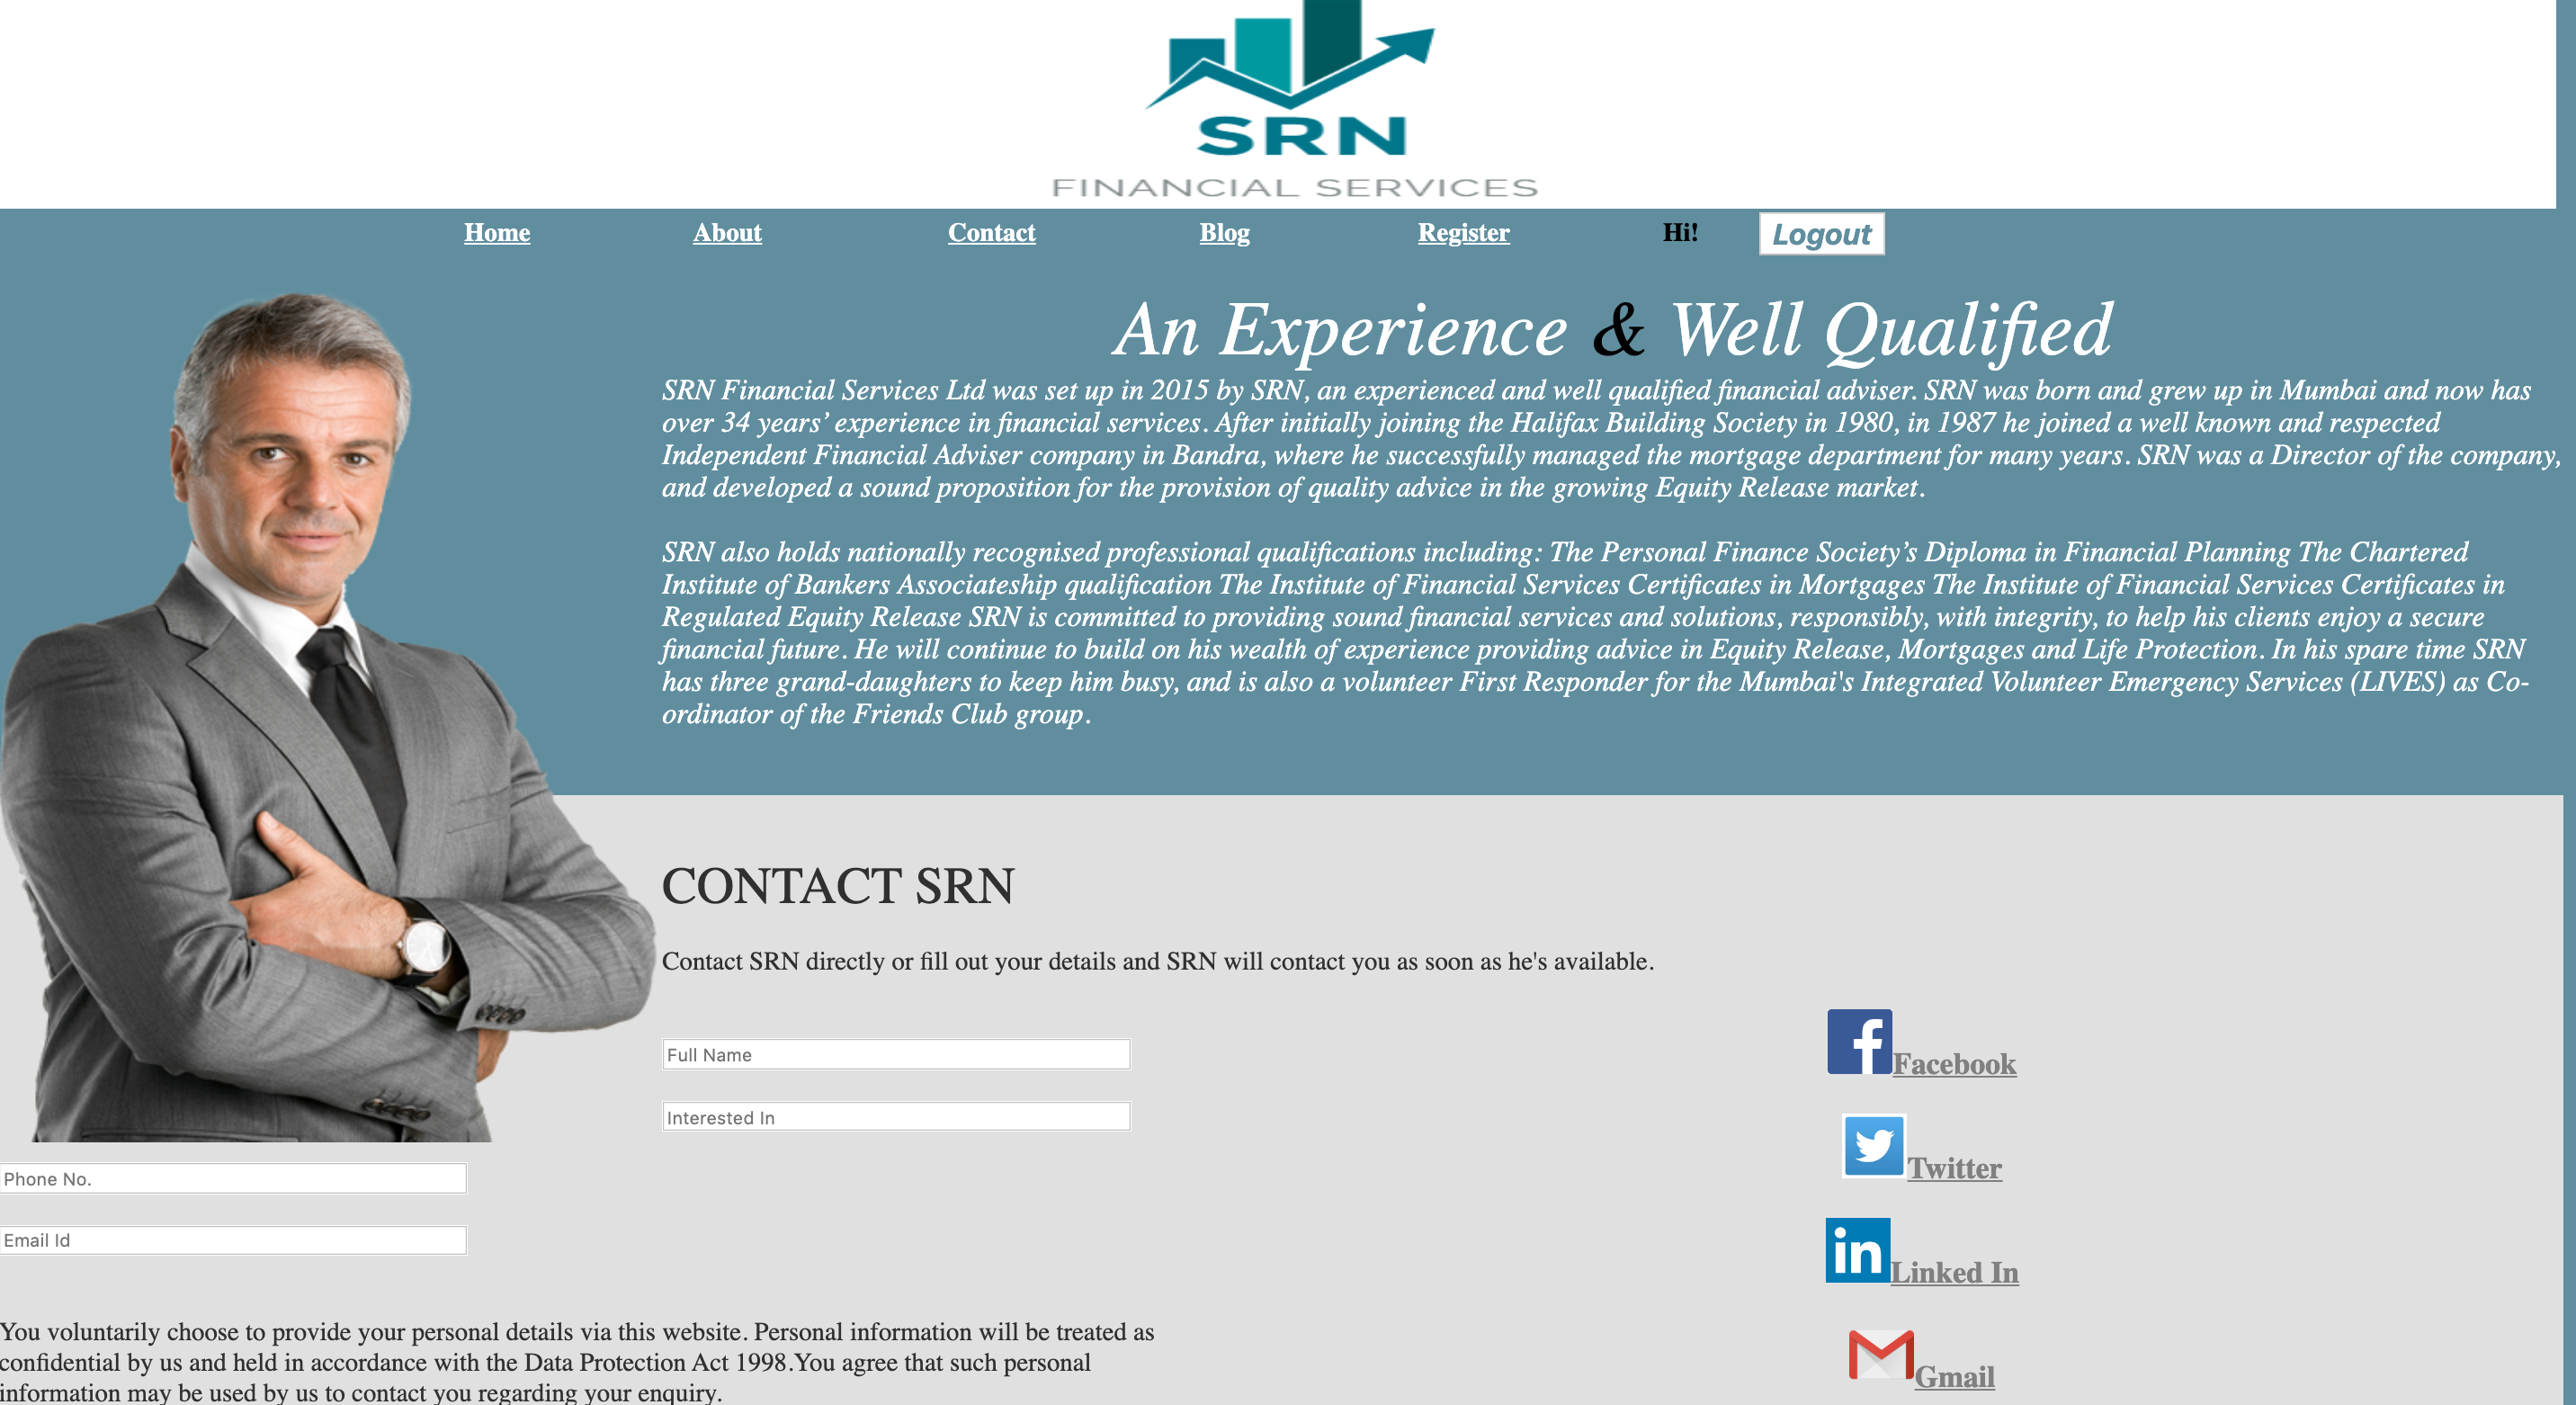 SRN
FINANCIAL SERVICES
Home About Contact Blog Register Hi! Logout
An Experience & Well Qualified
SRN Financial Services Ltd was set up in 2015 by SRN, an experienced and well qualified financial adviser. SRN was born and grew up in Mumbai and now has
over 34 years’ experience in financial services. After initially joining the Halifax Building Society in 1980, in 1987 he joined a well known and respected
Independent Financial Adviser company in Bandra, where he successfully managed the mortgage department for many years. SRN was a Director of the company,
and developed a sound proposition for the provision of quality advice in the growing Equity Release market.
SRN also holds nationally recognised professional qualifications including: The Personal Finance Society’s Diploma in Financial Planning The Chartered
Institute of Bankers Associateship qualification The Institute of Financial Services Certificates in Mortgages The Institute of Financial Services Certificates in
Regulated Equity Release SRN is committed to providing sound financial services and solutions, responsibly, with integrity, to help his clients enjoy a secure
financial future. He will continue to build on his wealth of experience providing advice in Equity Release, Mortgages and Life Protection. In his spare time SRN
has three grand-daughters to keep him busy, and is also a volunteer First Responder for the Mumbai's Integrated Volunteer Emergency Services (LIVES) as Co-
ordinator of the Friends Club group.
CONTACT SRN
Contact SRN directly or fill out your details and SRN will contact you as soon as he's available.
Full Name
Interested In
Phone No.
Email Id
You voluntarily choose to provide your personal details via this website. Personal information will be treated as
confidential by us and held in accordance with the Data Protection Act 1998.You agree that such personal
information may be used by us to contact you regarding your enquiry.
Facebook
Twitter
in Linked In
Gmail